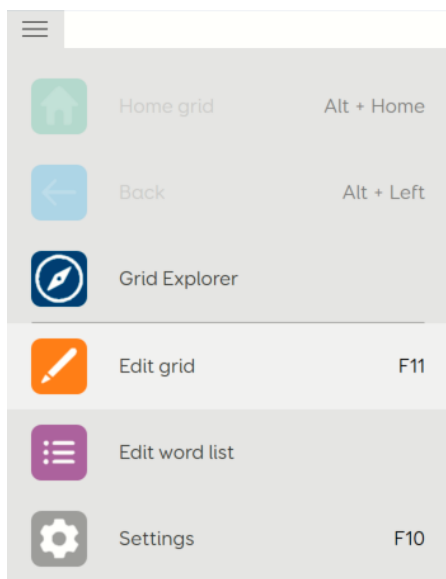 Home grid Alt + Home
Back Alt + Left
Grid Explorer
Edit grid F11
Edit word list
Settings F10